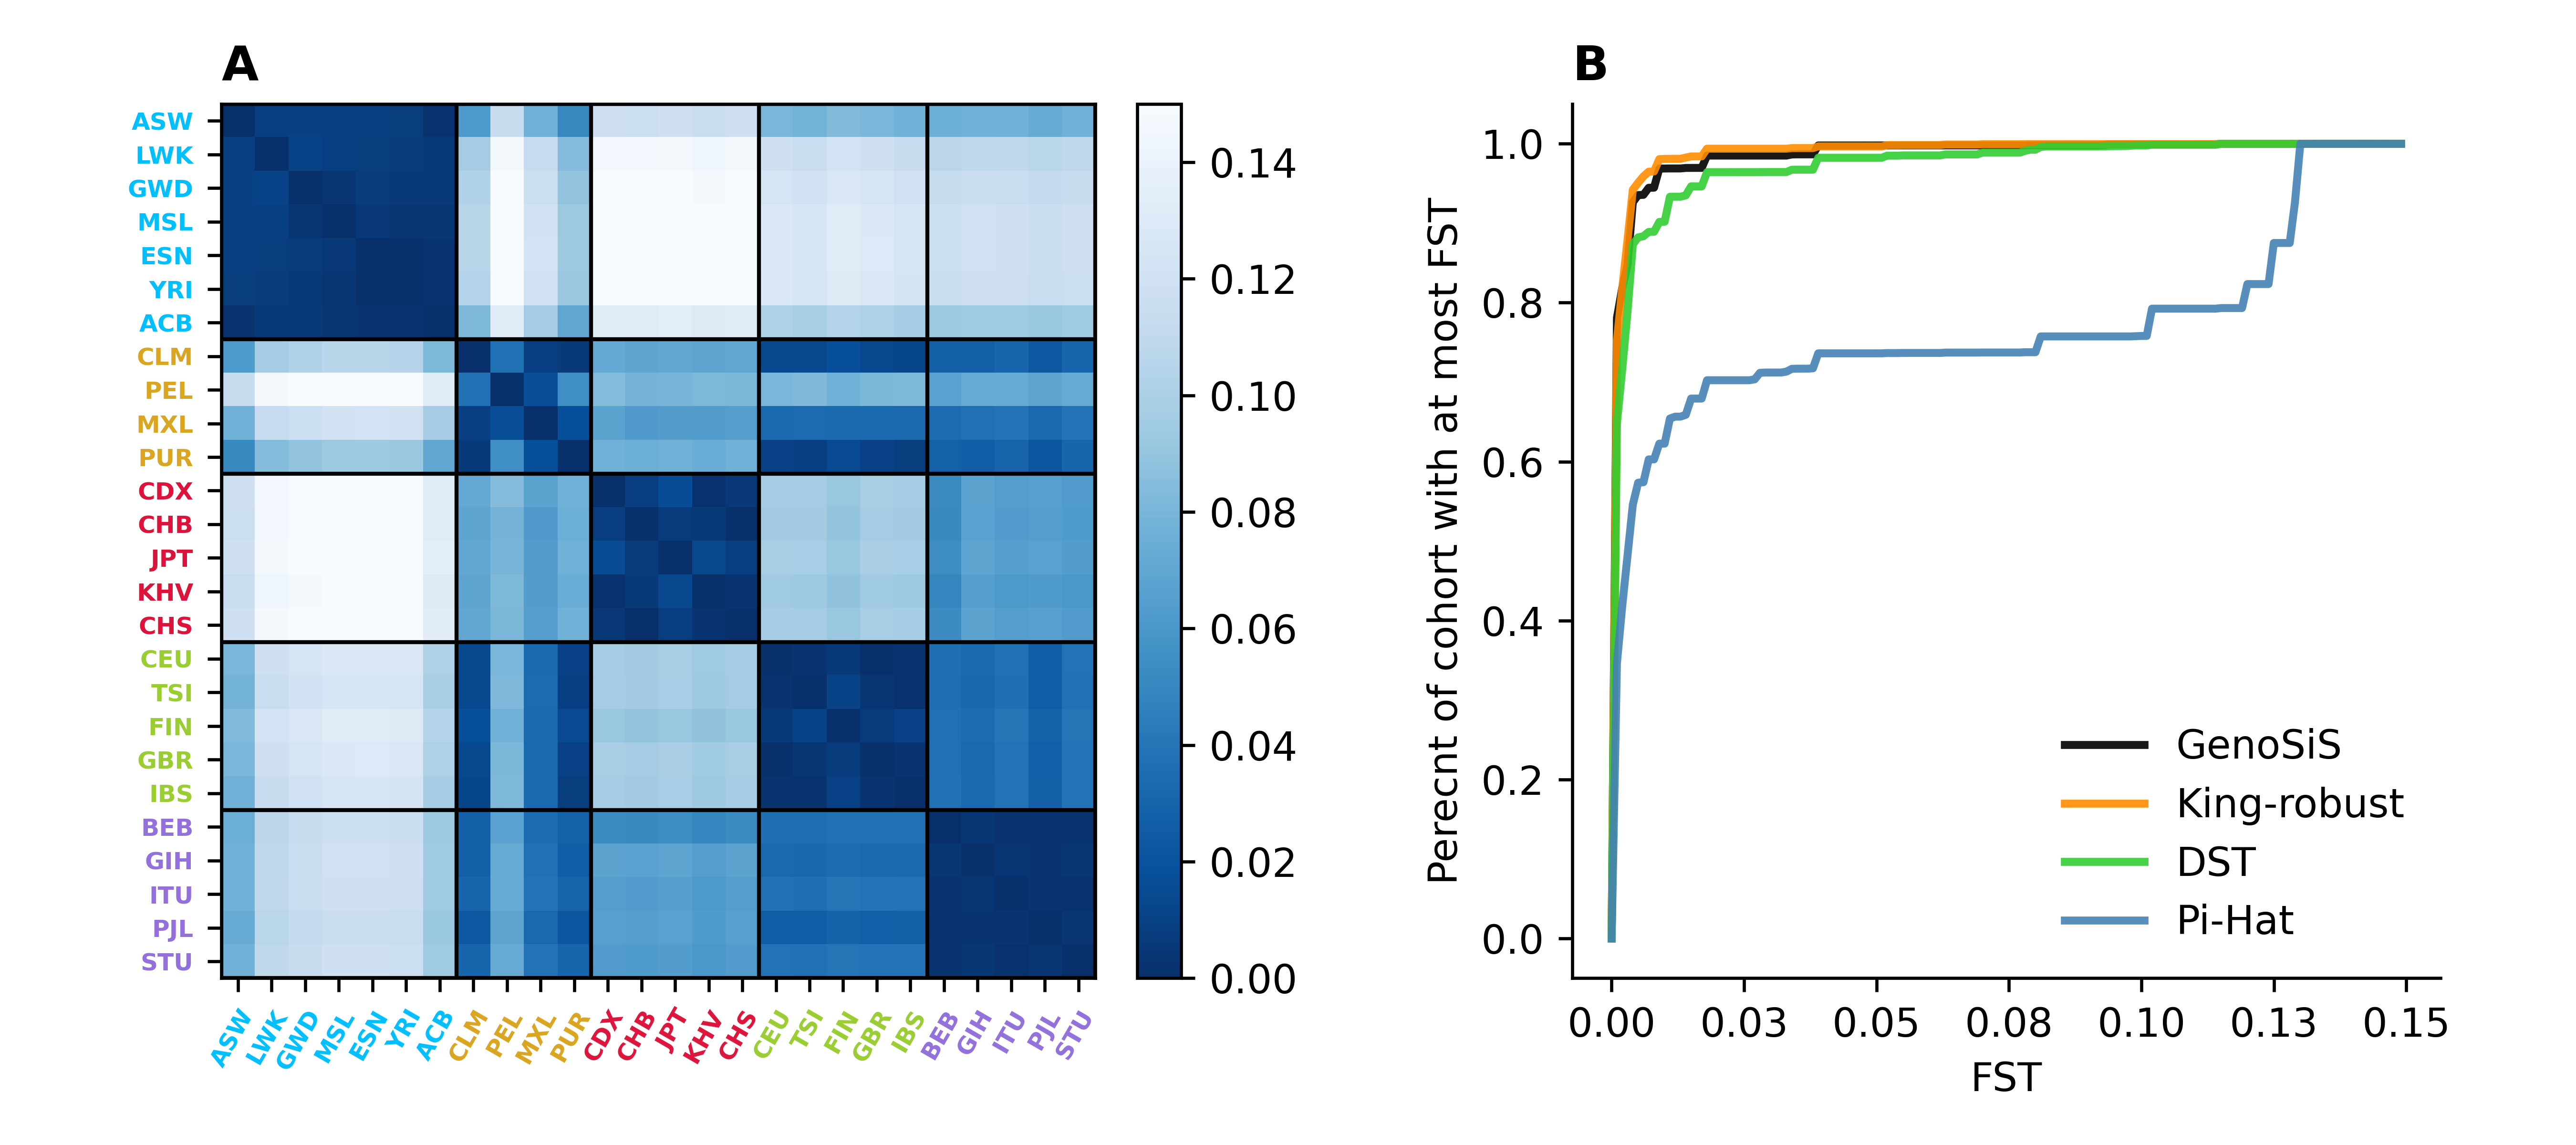 A
ASW
LWK
GWD
MSL
ESN
YRI
ACB
CLM
PEL
MXL
PUR
CDX
CHB
JPT
KHV
CHS
CEU
TSI
FIN
GBR
IBS
BEB
GIH
ITU
PJL
STU
ASW LWK GWD MSL ESN YRI ACB CLM PEL MXL PUR CDX CHB JPT KHV CHS CEU TSI FIN GBR IBS BEB GIH ITU PJL STU
0.14
0.12
0.10
0.08
0.06
0.04
0.02
0.00
B
Perecnt of cohort with at most FST
1.0
0.8
0.6
0.4
0.2
0.0
GenoSiS
King-robust
DST
Pi-Hat
0.00 0.03 0.05 0.08 0.10 0.13 0.15
FST